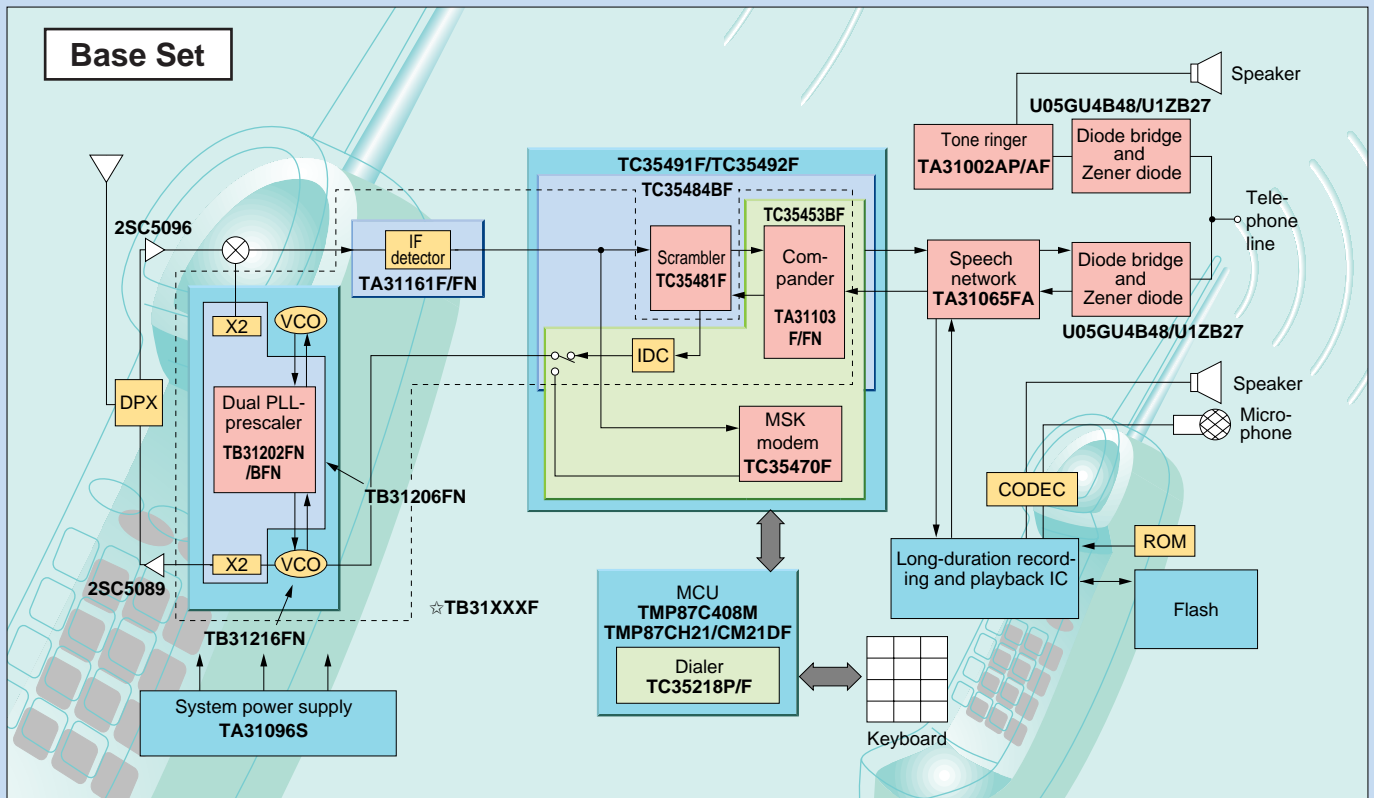 Base Set
Speaker
U05GU4B48/U1ZB27
Tone ringer
TA31002AP/AF
Diode bridge
and
Zener diode
Tele-
phone
line
TC35491F/TC35492F
TC35484BF
TC35453BF
2SC5096
IF
detector
TA31161F/FN
Scrambler
TC35481F
Com-
pander
TA31103
F/FN
Speech
network
TA31065FA
Diode bridge
and
Zener diode
U05GU4B48/U1ZB27
X2
VCO
IDC
DPX
Dual PLL-
prescaler
TB31202FN
/BFN
TB31206FN
MSK
modem
TC35470F
Speaker
Micro-
phone
CODEC
ROM
X2
VCO
2SC5089
Long-duration record-
ing and playback IC
Flash
☆TB31XXXF
TB31216FN
MCU
TMP87C408M
TMP87CH21/CM21DF
Dialer
TC35218P/F
System power supply
TA31096S
Keyboard